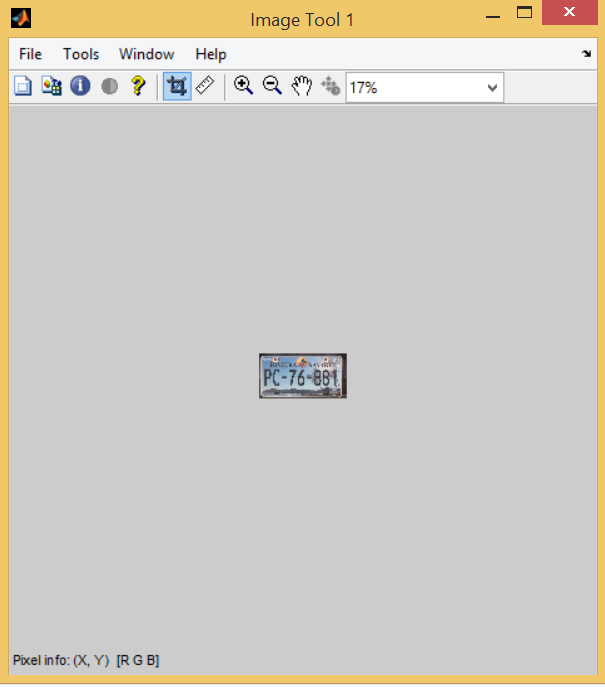 Image Tool 1
File Tools Window Help
17%
PC-76-881
Pixel info: (X, Y) [R G B]